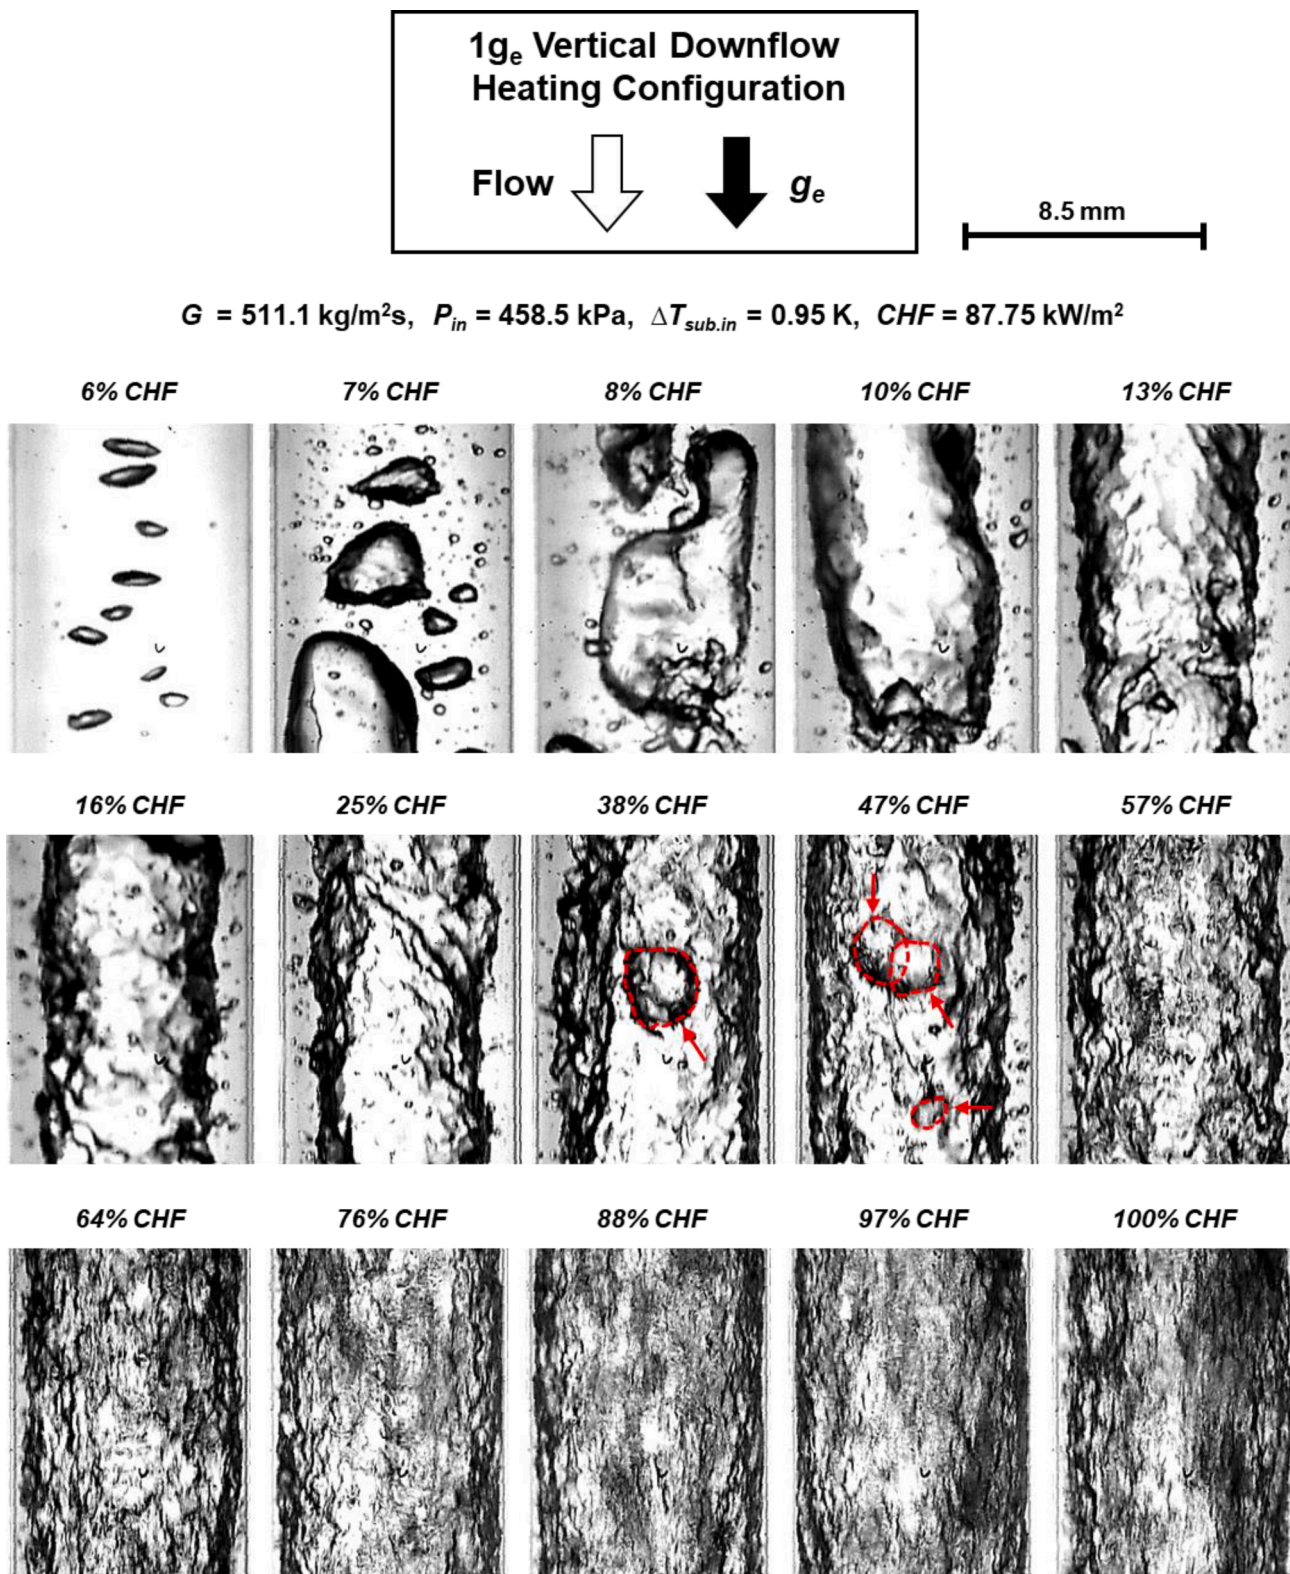 1gₑ Vertical Downflow
Heating Configuration
Flow
gₑ
8.5 mm
G = 511.1 kg/m²s, P_in = 458.5 kPa, ΔT_sub.in = 0.95 K, CHF = 87.75 kW/m²
6% CHF 7% CHF 8% CHF 10% CHF 13% CHF
16% CHF 25% CHF 38% CHF 47% CHF 57% CHF
64% CHF 76% CHF 88% CHF 97% CHF 100% CHF